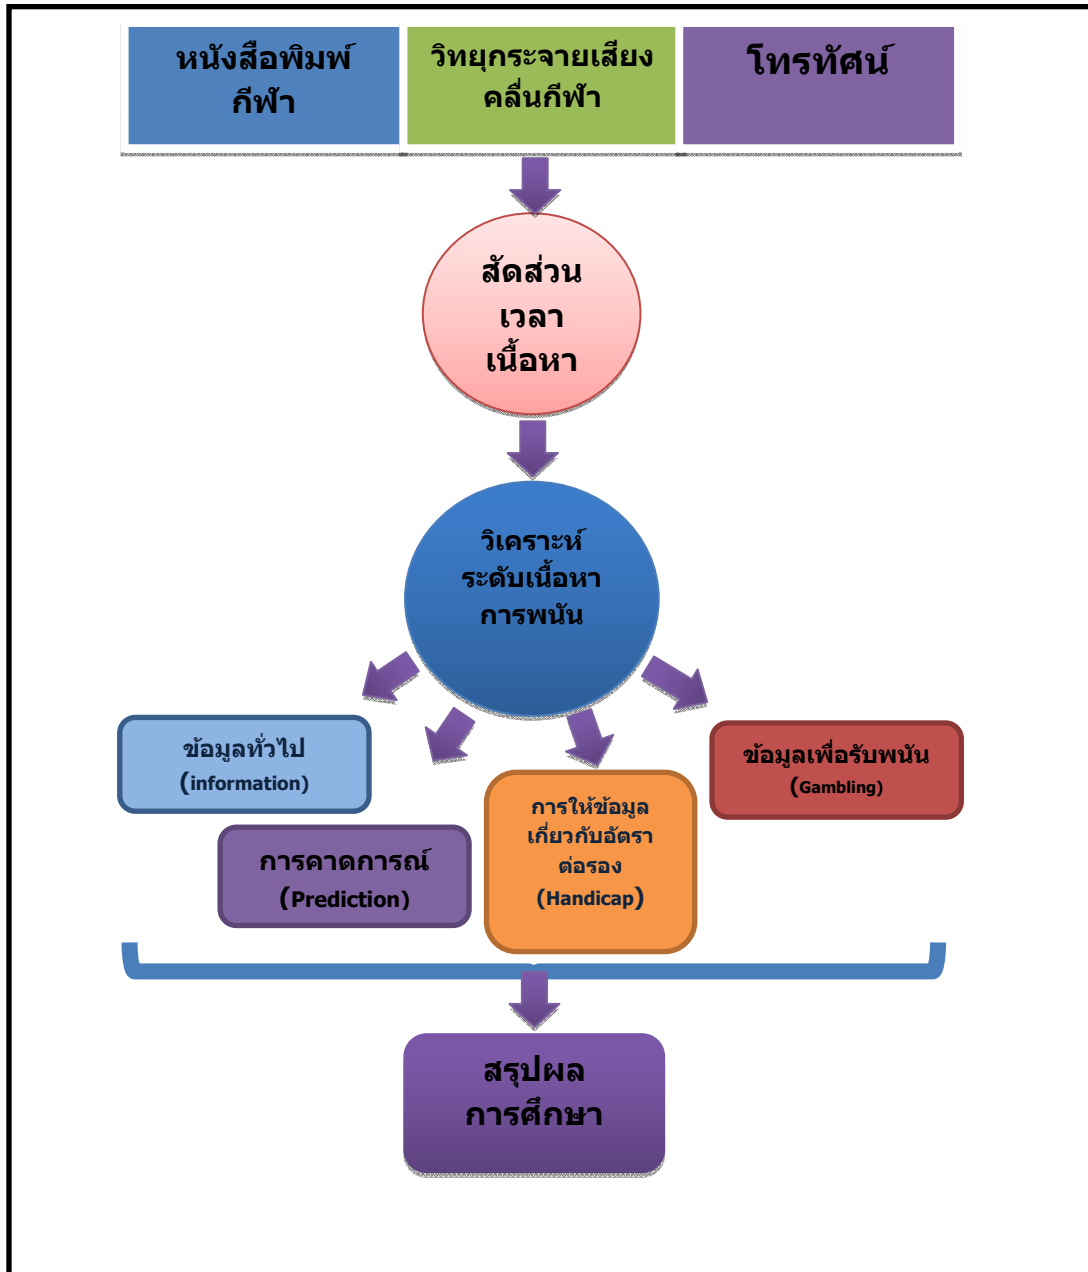 หนังสือพิมพ์
กีฬา
วิทยุกระจายเสียง
คลื่นกีฬา
โทรทัศน์
สัดส่วน
เวลา
เนื้อหา
วิเคราะห์
ระดับเนื้อหา
การพนัน
ข้อมูลทั่วไป
(information)
การคาดการณ์
(Prediction)
การให้ข้อมูล
เกี่ยวกับอัตรา
ต่อรอง
(Handicap)
ข้อมูลเพื่อรับพนัน
(Gambling)
สรุปผล
การศึกษา